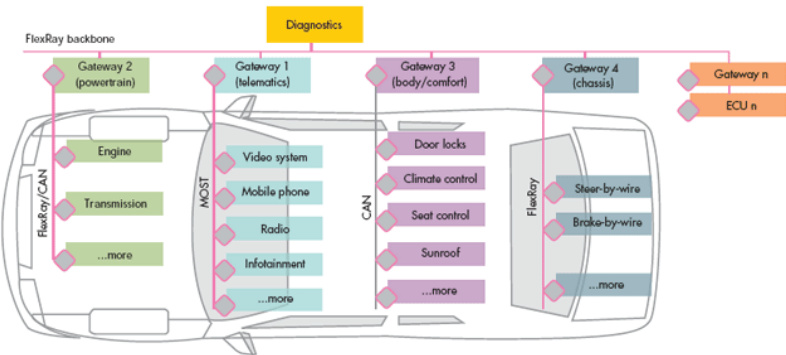 Diagnostics
FlexRay backbone
Gateway 2
(powertrain)
Gateway 1
(telematics)
Gateway 3
(body/comfort)
Gateway 4
(chassis)
Gateway n
ECU n
FlexRay/CAN
Engine
Transmission
...more
MOST
Video system
Mobile phone
Radio
Infotainment
...more
CAN
Door locks
Climate control
Seat control
Sunroof
...more
FlexRay
Steer-by-wire
Brake-by-wire
...more